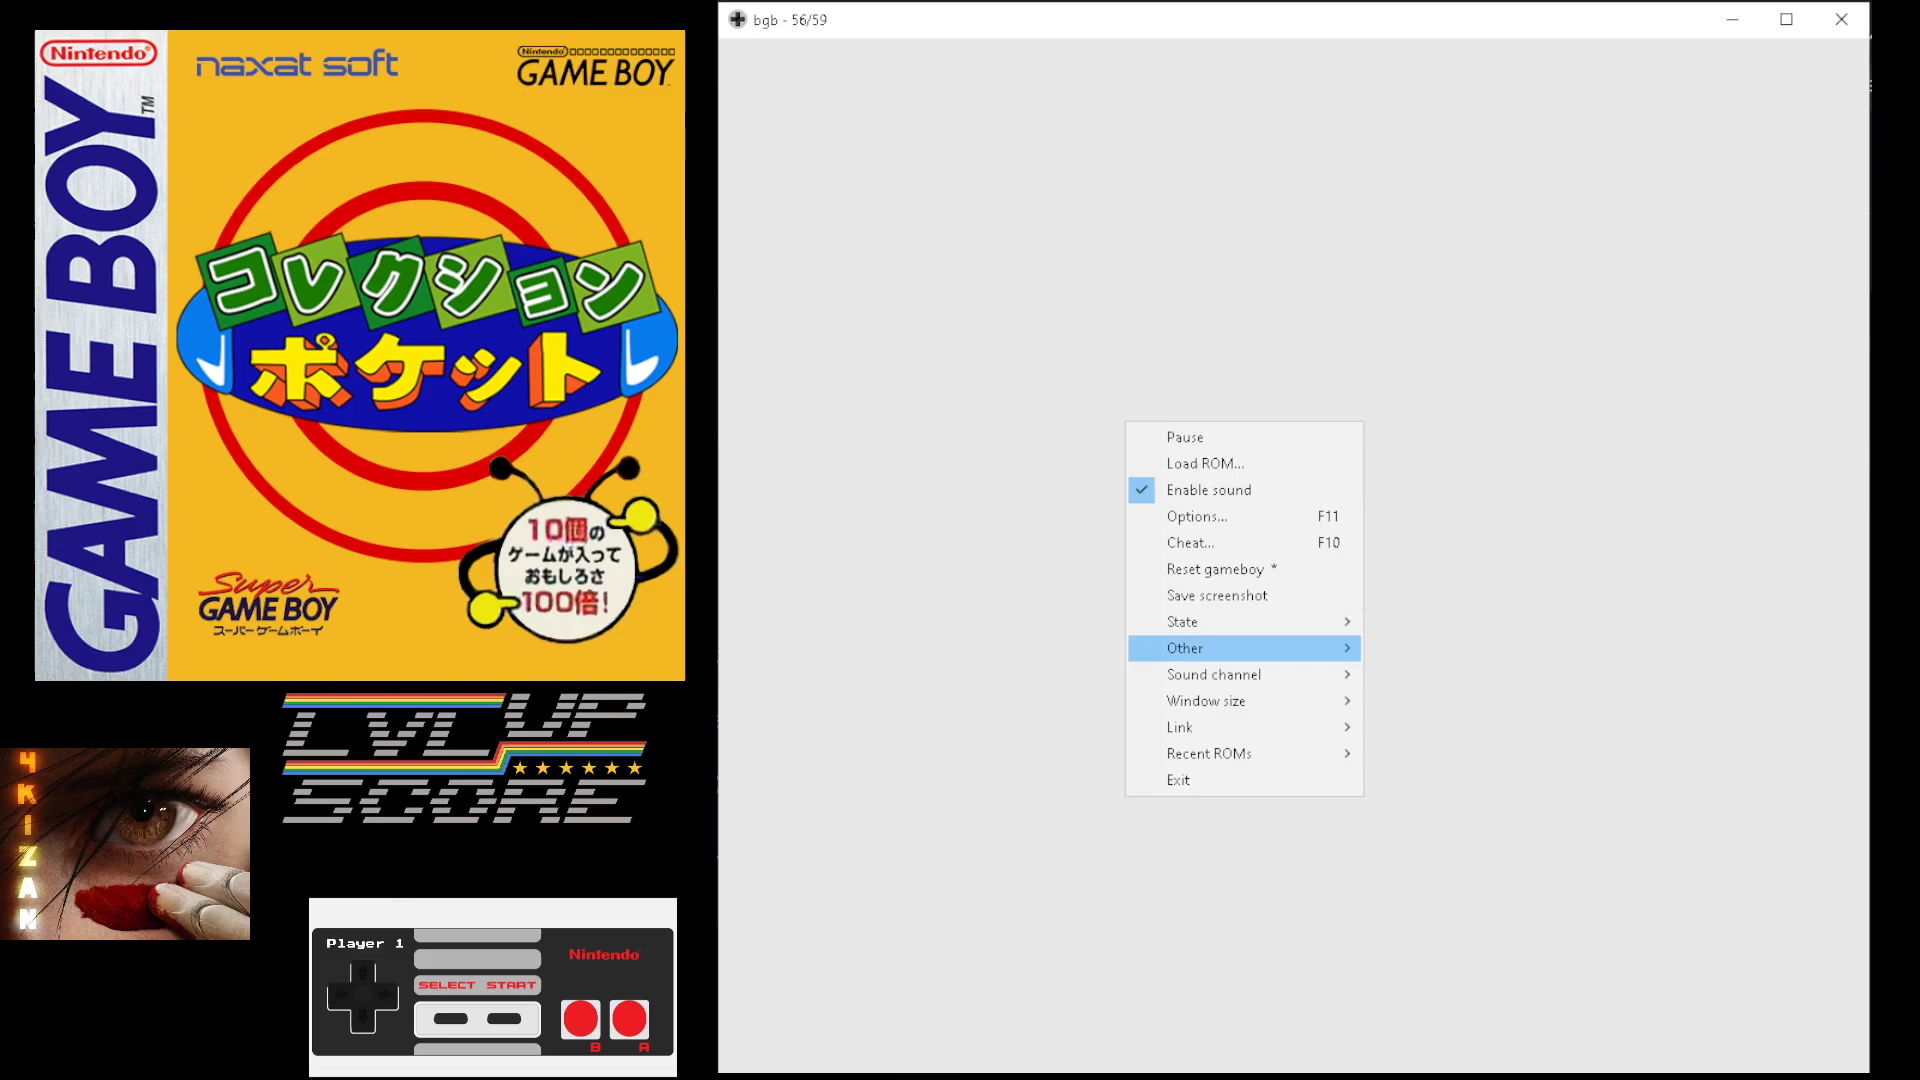 Nintendo®
GAME BOY™
naxat soft
Nintendo
GAME BOY
コレクション
ポケット
10個の
ゲームが入って
おもしろさ
100倍!
Super
GAME BOY
スーパーゲームボーイ
LVL UP
SCORE
4KIZAN
Player 1
Nintendo
SELECT START
B A
bgb - 56/59
Pause
Load ROM...
Enable sound
Options... F11
Cheat... F10
Reset gameboy *
Save screenshot
State
Other
Sound channel
Window size
Link
Recent ROMs
Exit